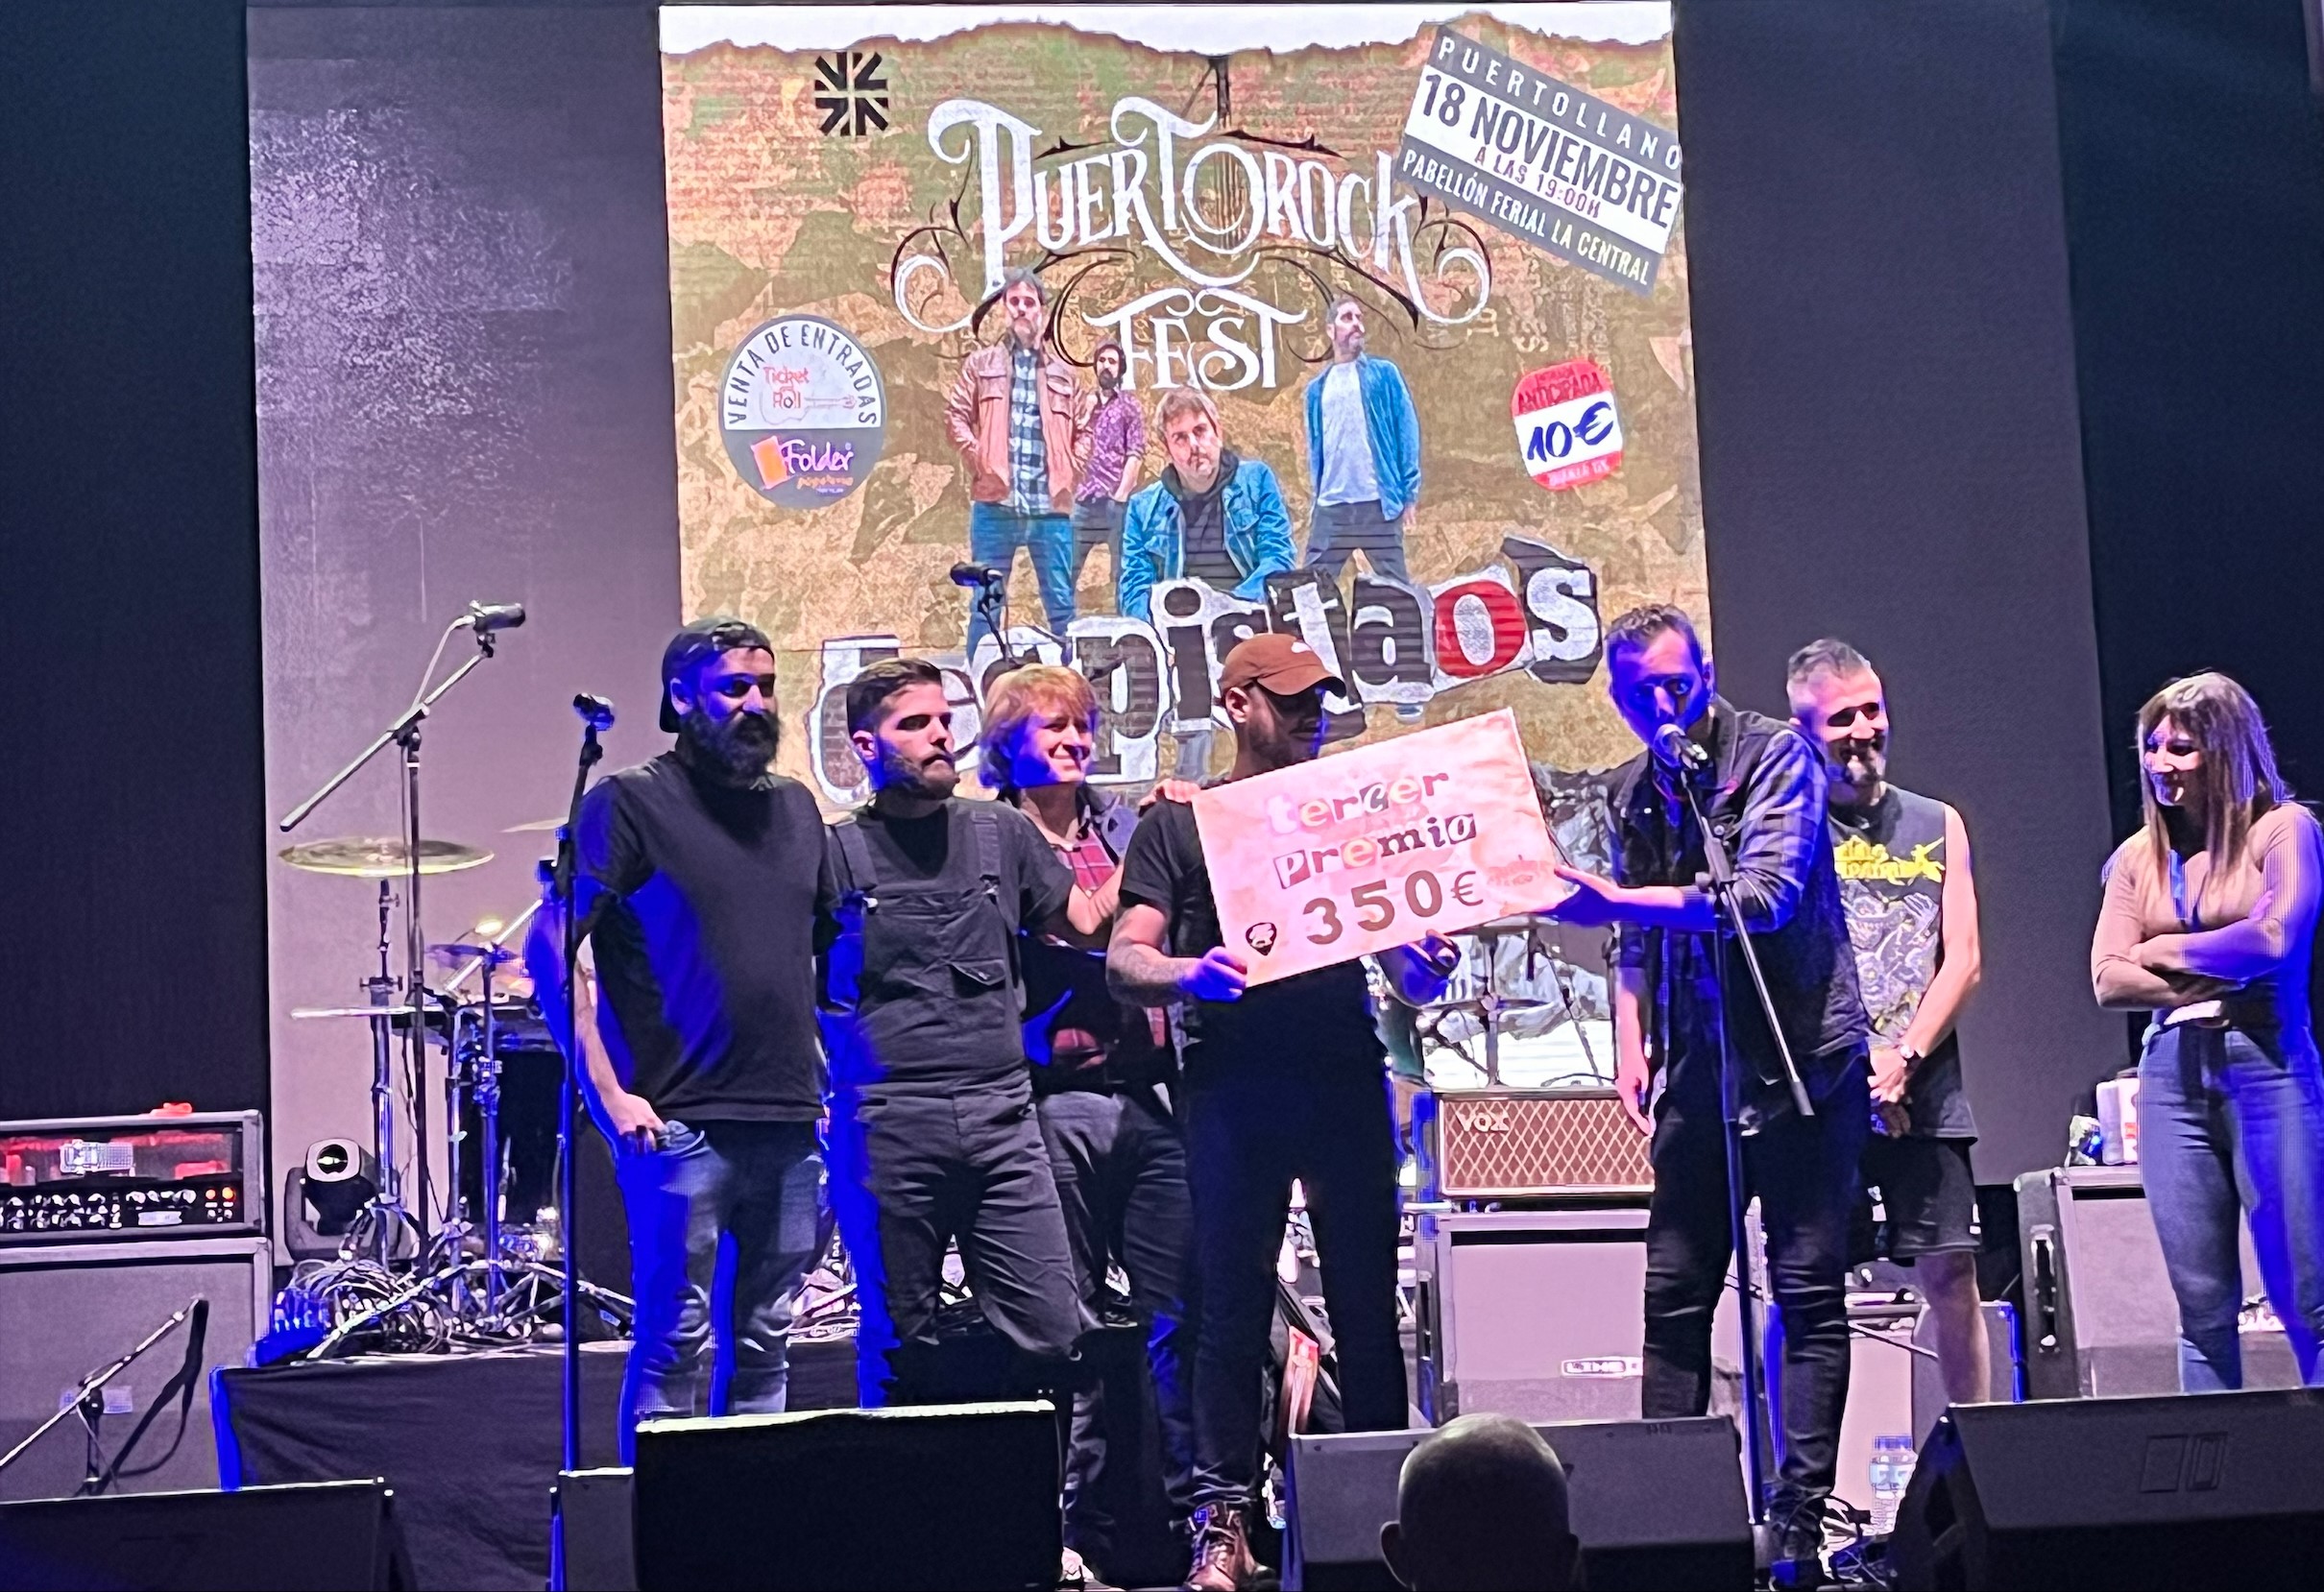 PUERTOLLANO
18 NOVIEMBRE
A LAS 19:00H
PABELLÓN FERIAL LA CENTRAL
PUERTOROCK
FEST
VENTA DE ENTRADAS
Ticket
Roll
Folder
ANTICIPADA
10€
tercer
Premio
350€
VOX